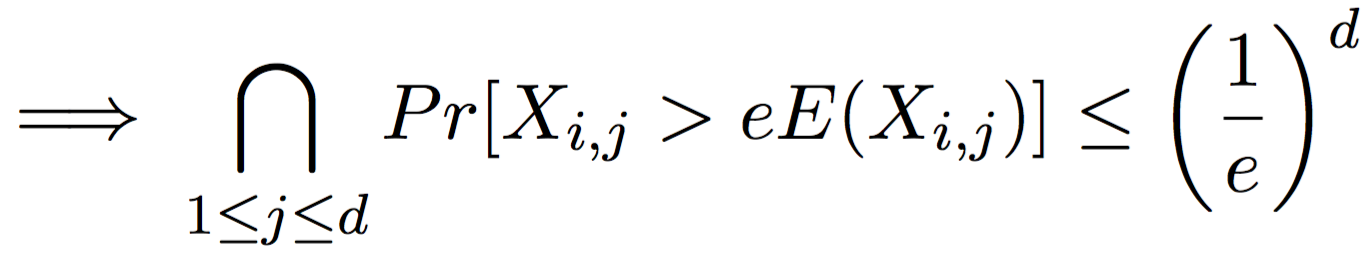 ⟹ ⋂_{1≤j≤d} Pr[X_{i,j} > eE(X_{i,j})] ≤ (1/e)^d